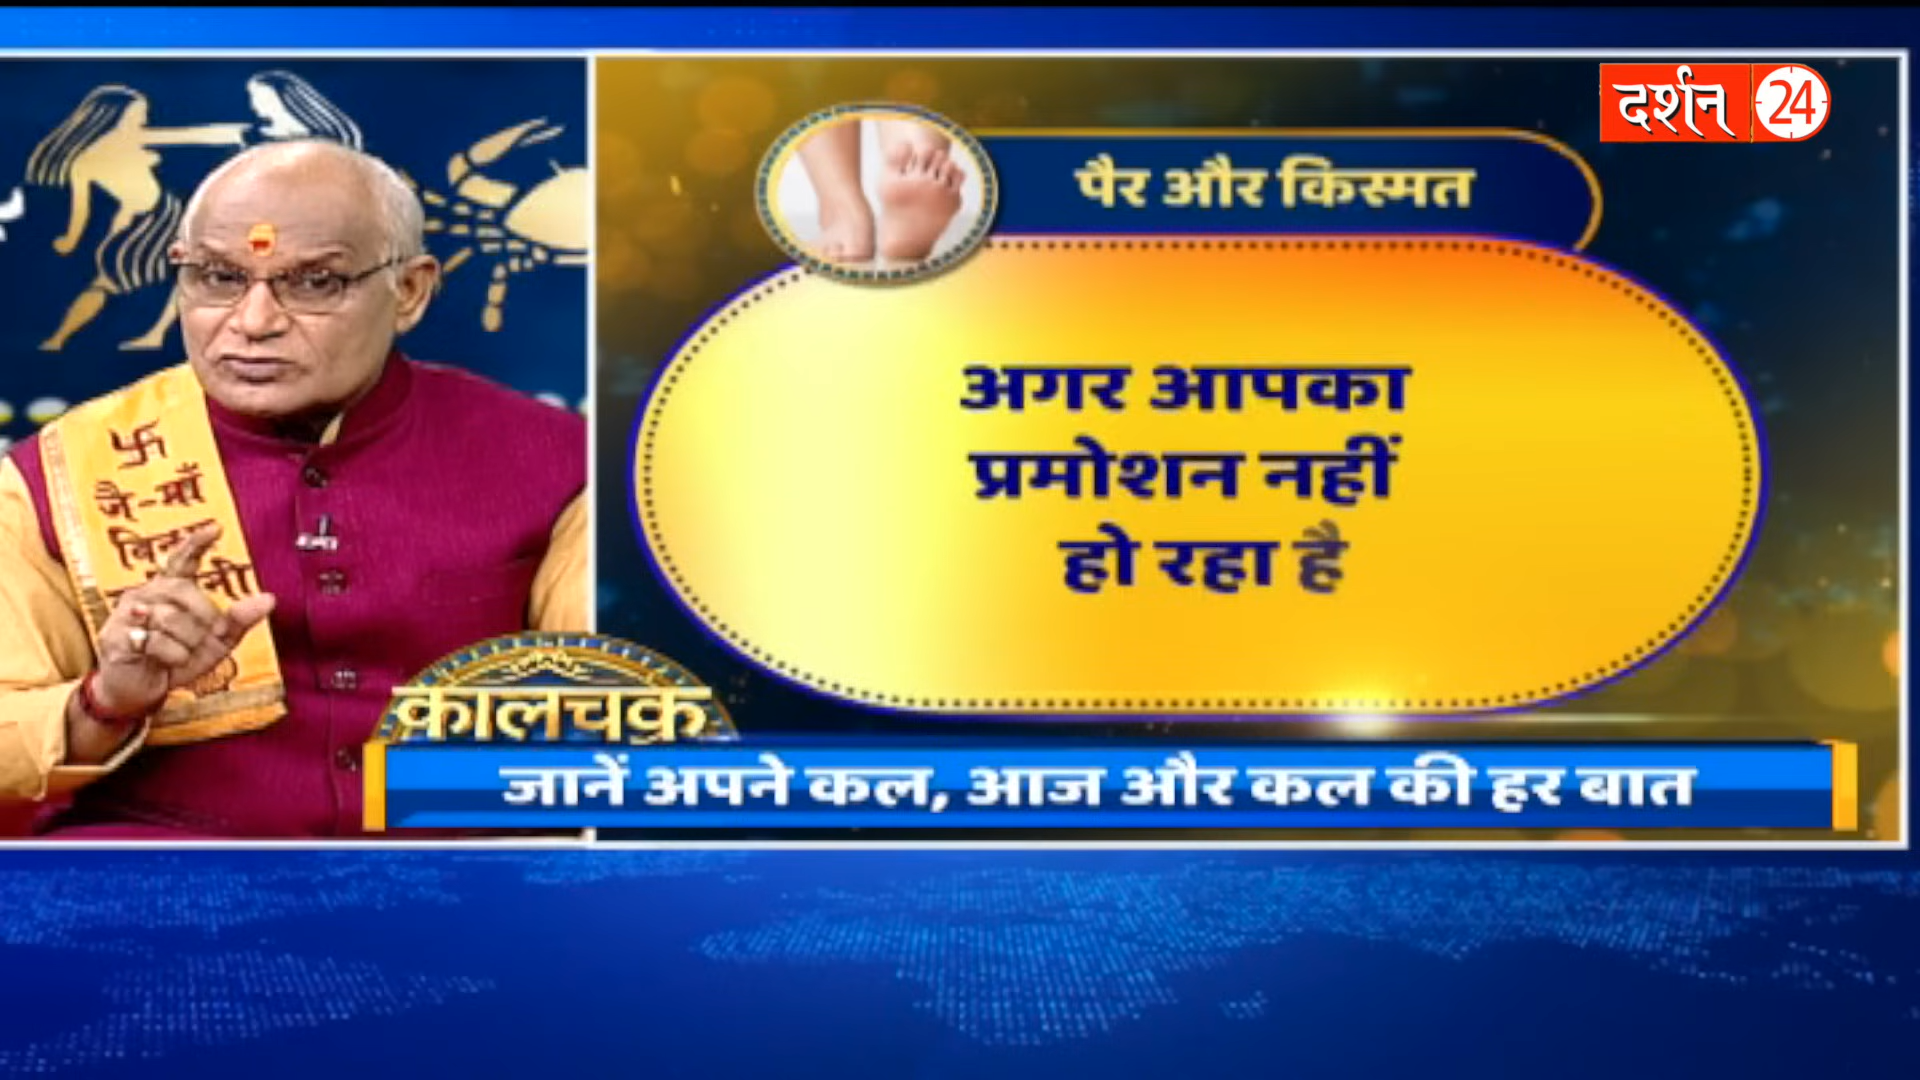 दर्शन 24
पैर और किस्मत
अगर आपका
प्रमोशन नहीं
हो रहा है
जै-माँ
कालचक्र
जानें अपने कल, आज और कल की हर बात